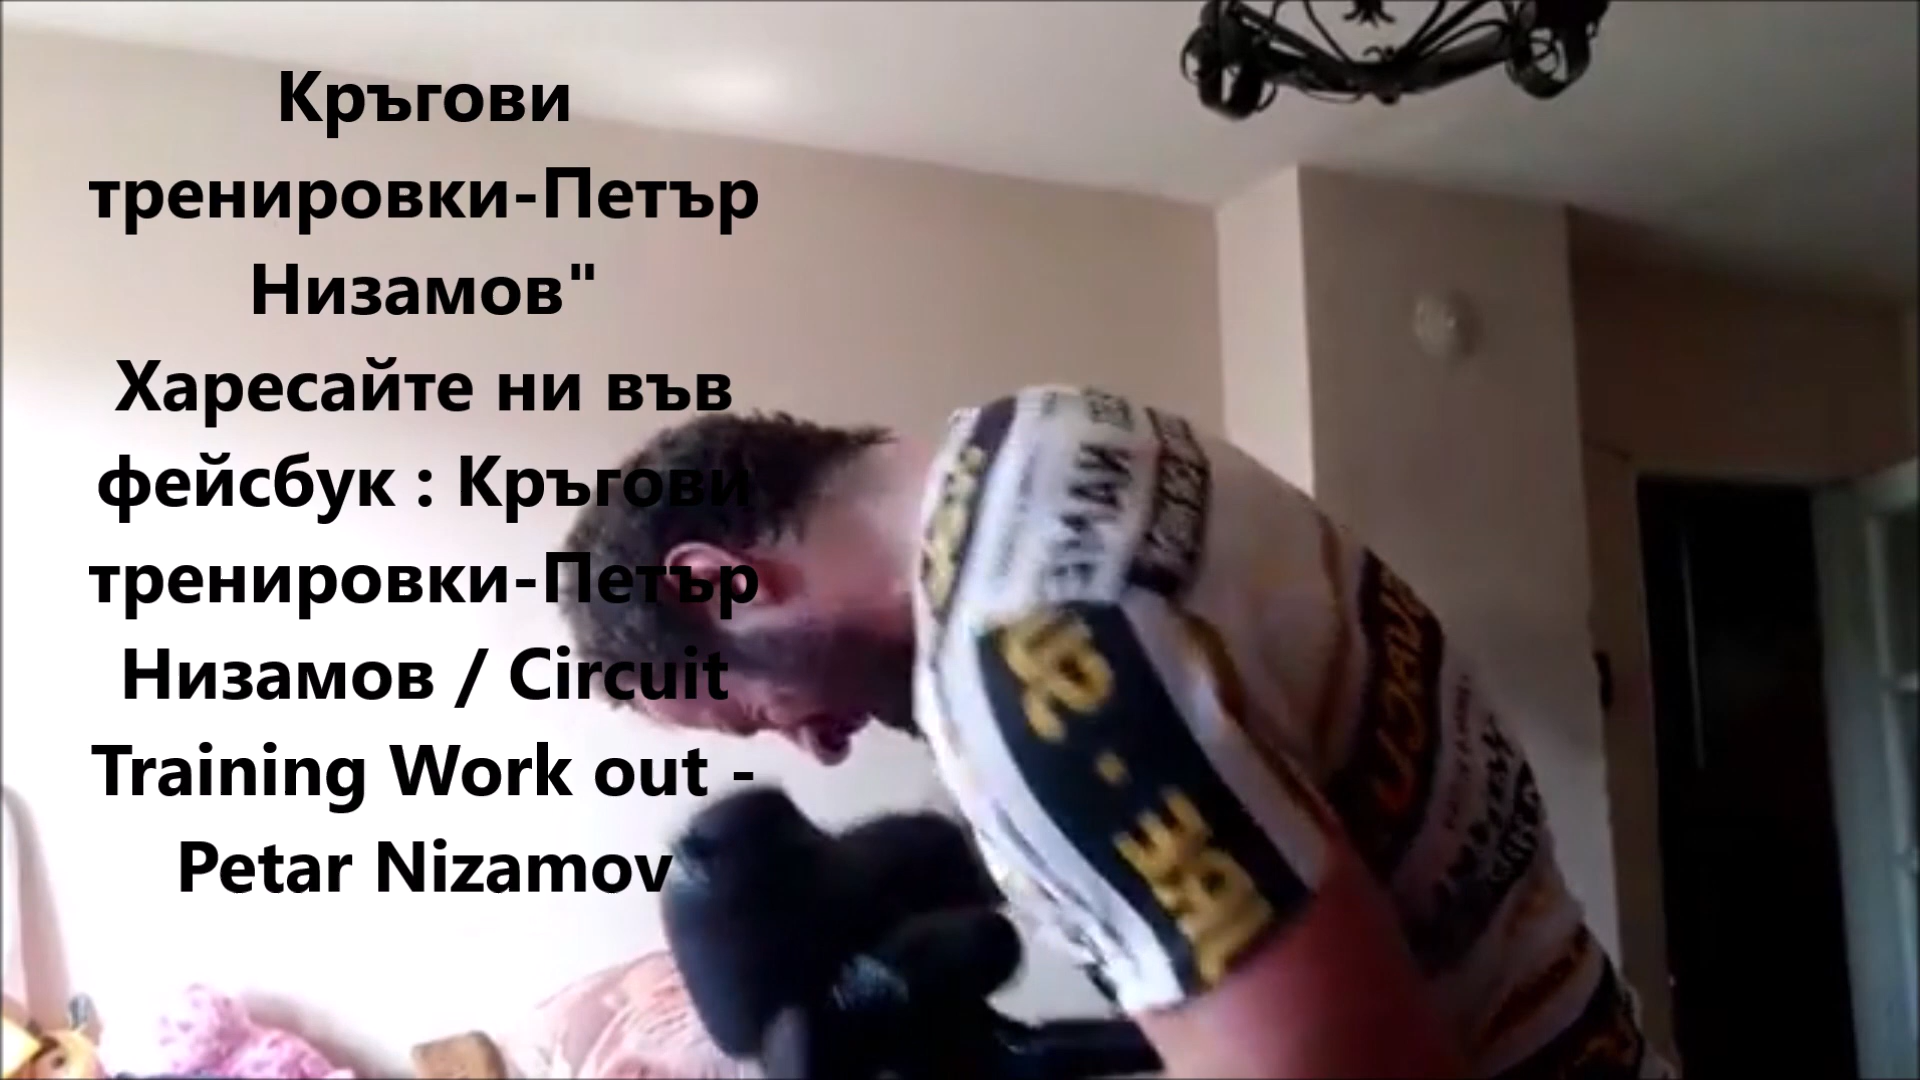 Кръгови
тренировки-Петър
Низамов"
Харесайте ни във
фейсбук : Кръгови
тренировки-Петър
Низамов / Circuit
Training Work out -
Petar Nizamov